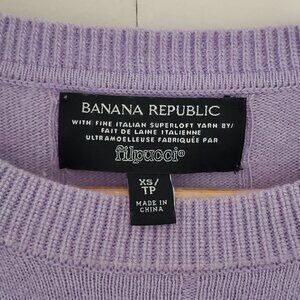 BANANA REPUBLIC
WITH FINE ITALIAN SUPERLOFT YARN BY/
FAIT DE LAINE ITALIENNE
ULTRAMOELLEUSE FABRIQUÉE PAR
filpucci®
XS/
TP
MADE IN
CHINA